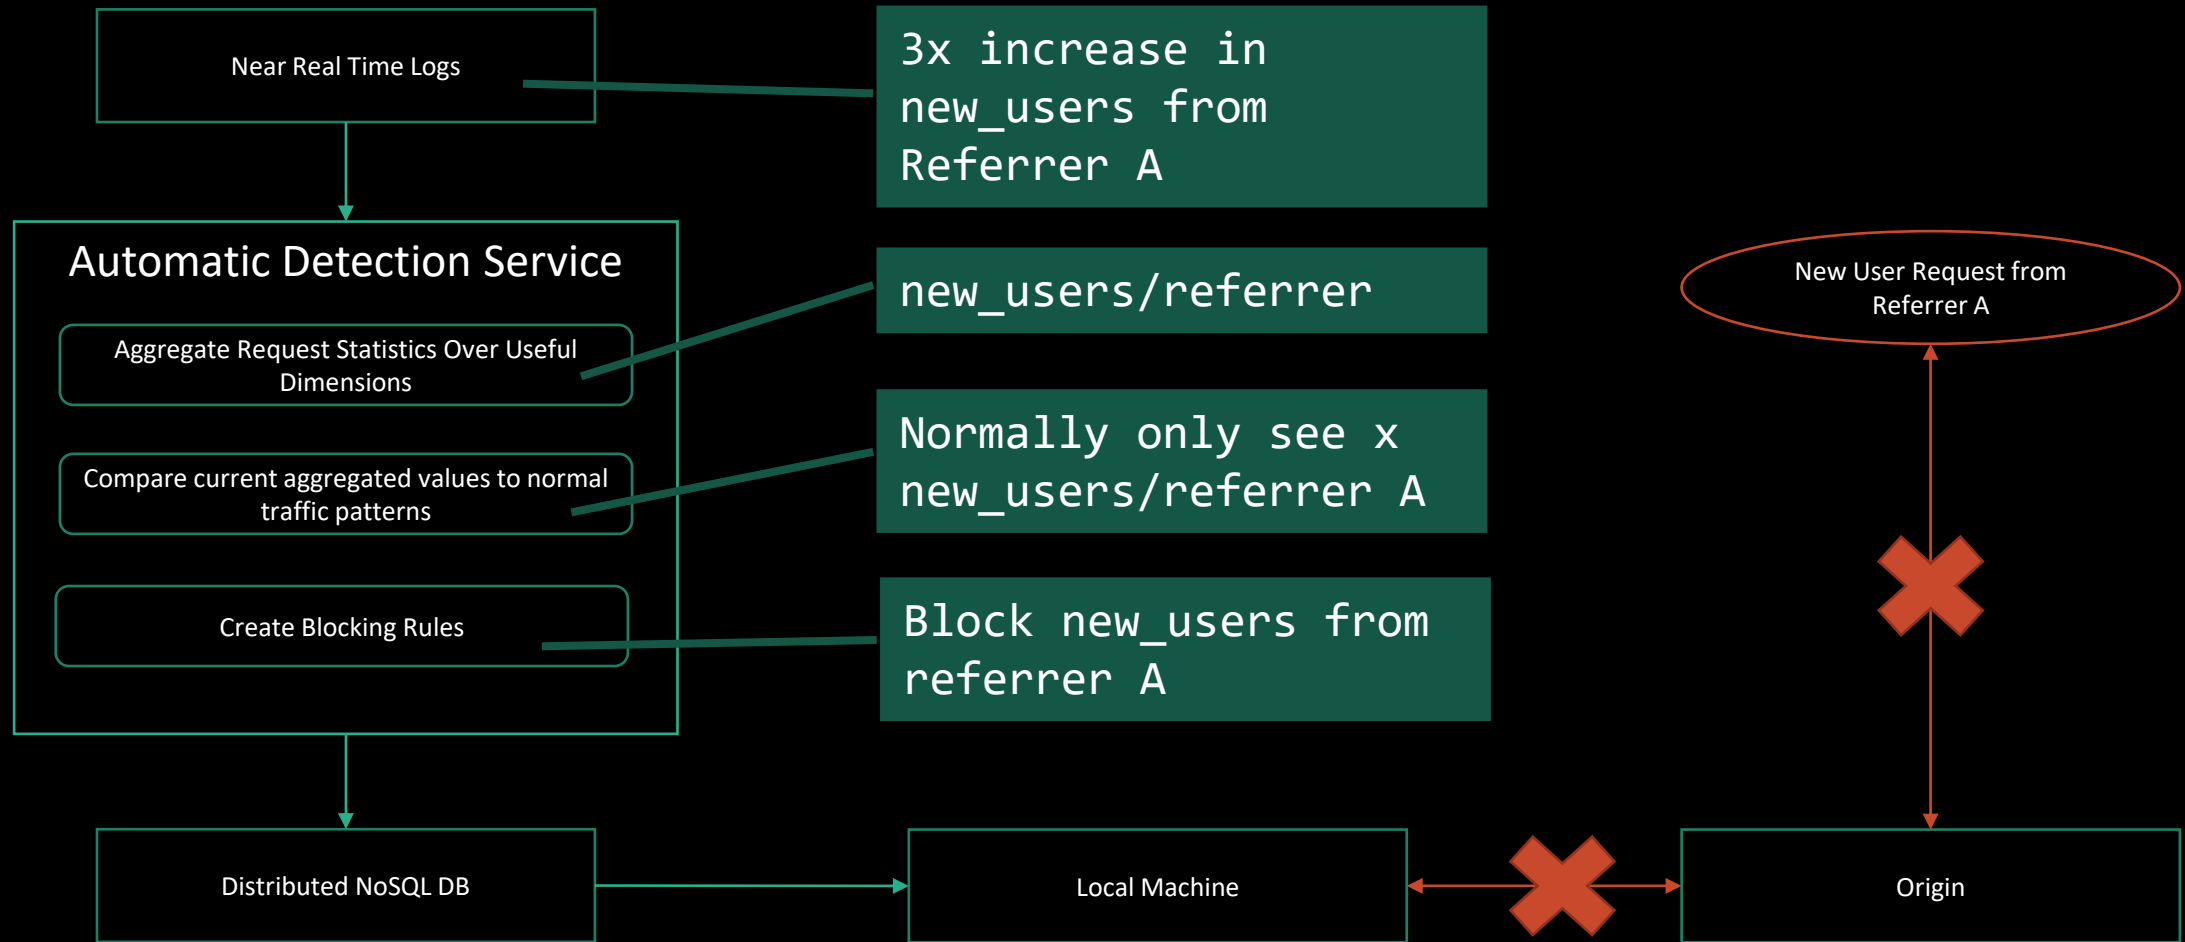 Near Real Time Logs
3x increase in
new_users from
Referrer A
Automatic Detection Service
Aggregate Request Statistics Over Useful
Dimensions
new_users/referrer
Compare current aggregated values to normal
traffic patterns
Normally only see x
new_users/referrer A
Create Blocking Rules
Block new_users from
referrer A
New User Request from
Referrer A
Distributed NoSQL DB
Local Machine
Origin